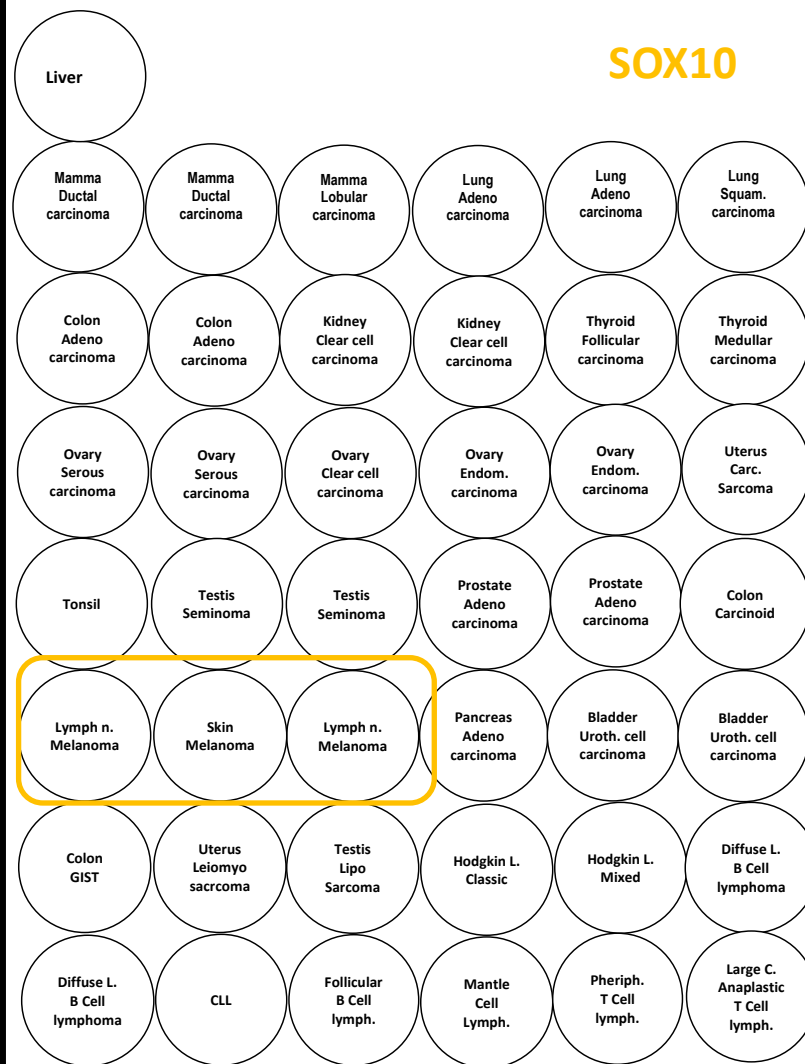 SOX10
Liver
Mamma
Ductal
carcinoma
Mamma
Ductal
carcinoma
Mamma
Lobular
carcinoma
Lung
Adeno
carcinoma
Lung
Adeno
carcinoma
Lung
Squam.
carcinoma
Colon
Adeno
carcinoma
Colon
Adeno
carcinoma
Kidney
Clear cell
carcinoma
Kidney
Clear cell
carcinoma
Thyroid
Follicular
carcinoma
Thyroid
Medullar
carcinoma
Ovary
Serous
carcinoma
Ovary
Serous
carcinoma
Ovary
Clear cell
carcinoma
Ovary
Endom.
carcinoma
Ovary
Endom.
carcinoma
Uterus
Carc.
Sarcoma
Tonsil
Testis
Seminoma
Testis
Seminoma
Prostate
Adeno
carcinoma
Prostate
Adeno
carcinoma
Colon
Carcinoid
Lymph n.
Melanoma
Skin
Melanoma
Lymph n.
Melanoma
Pancreas
Adeno
carcinoma
Bladder
Uroth. cell
carcinoma
Bladder
Uroth. cell
carcinoma
Colon
GIST
Uterus
Leiomyo
sacrcoma
Testis
Lipo
Sarcoma
Hodgkin L.
Classic
Hodgkin L.
Mixed
Diffuse L.
B Cell
lymphoma
Diffuse L.
B Cell
lymphoma
CLL
Follicular
B Cell
lymph.
Mantle
Cell
Lymph.
Pheriph.
T Cell
lymph.
Large C.
Anaplastic
T Cell
lymph.